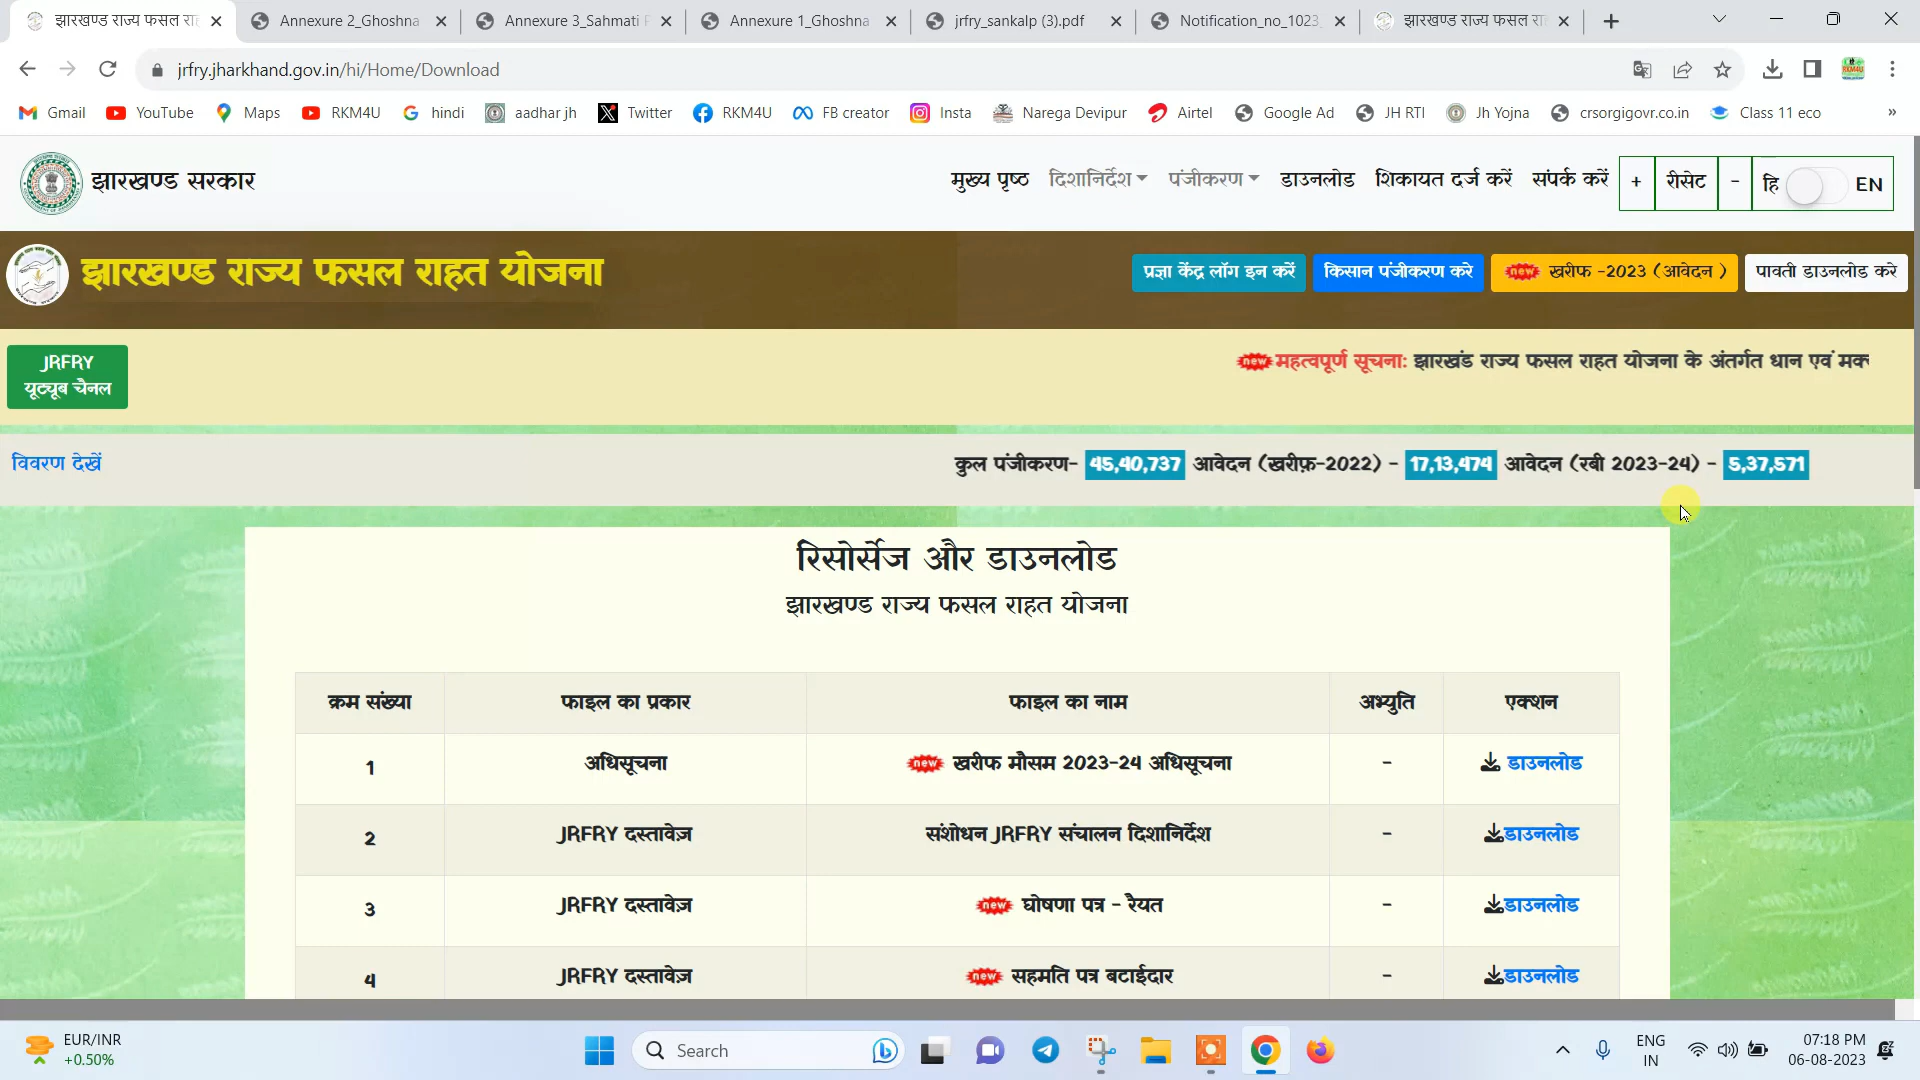 झारखण्ड राज्य फसल राह
Annexure 2_Ghoshna
Annexure 3_Sahmati P
Annexure 1_Ghoshna
jrfry_sankalp (3).pdf
Notification_no_1023_
झारखण्ड राज्य फसल राह
jrfry.jharkhand.gov.in/hi/Home/Download
Gmail YouTube Maps RKM4U hindi aadhar jh Twitter RKM4U FB creator Insta Narega Devipur Airtel Google Ad JH RTI Jh Yojna crsorgigovr.co.in Class 11 eco »
झारखण्ड सरकार
मुख्य पृष्ठ दिशानिर्देश पंजीकरण डाउनलोड शिकायत दर्ज करें संपर्क करें + रीसेट - हि EN
झारखण्ड राज्य फसल राहत योजना
प्रज्ञा केंद्र लॉग इन करें किसान पंजीकरण करे new खरीफ -2023 (आवेदन ) पावती डाउनलोड करे
JRFRY
यूट्यूब चैनल
new महत्वपूर्ण सूचना: झारखंड राज्य फसल राहत योजना के अंतर्गत धान एवं मक
विवरण देखें
कुल पंजीकरण- 45,40,737 आवेदन (खरीफ़-2022) - 17,13,474 आवेदन (रबी 2023-24) - 5,37,571
रिसोर्सेज और डाउनलोड
झारखण्ड राज्य फसल राहत योजना
क्रम संख्या फाइल का प्रकार फाइल का नाम अभ्युति एक्शन
1 अधिसूचना new खरीफ मौसम 2023-24 अधिसूचना - डाउनलोड
2 JRFRY दस्तावेज़ संशोधन JRFRY संचालन दिशानिर्देश - डाउनलोड
3 JRFRY दस्तावेज़ new घोषणा पत्र - रैयत - डाउनलोड
4 JRFRY दस्तावेज़ new सहमति पत्र बटाईदार - डाउनलोड
EUR/INR
+0.50%
Search
ENG
IN
07:18 PM
06-08-2023